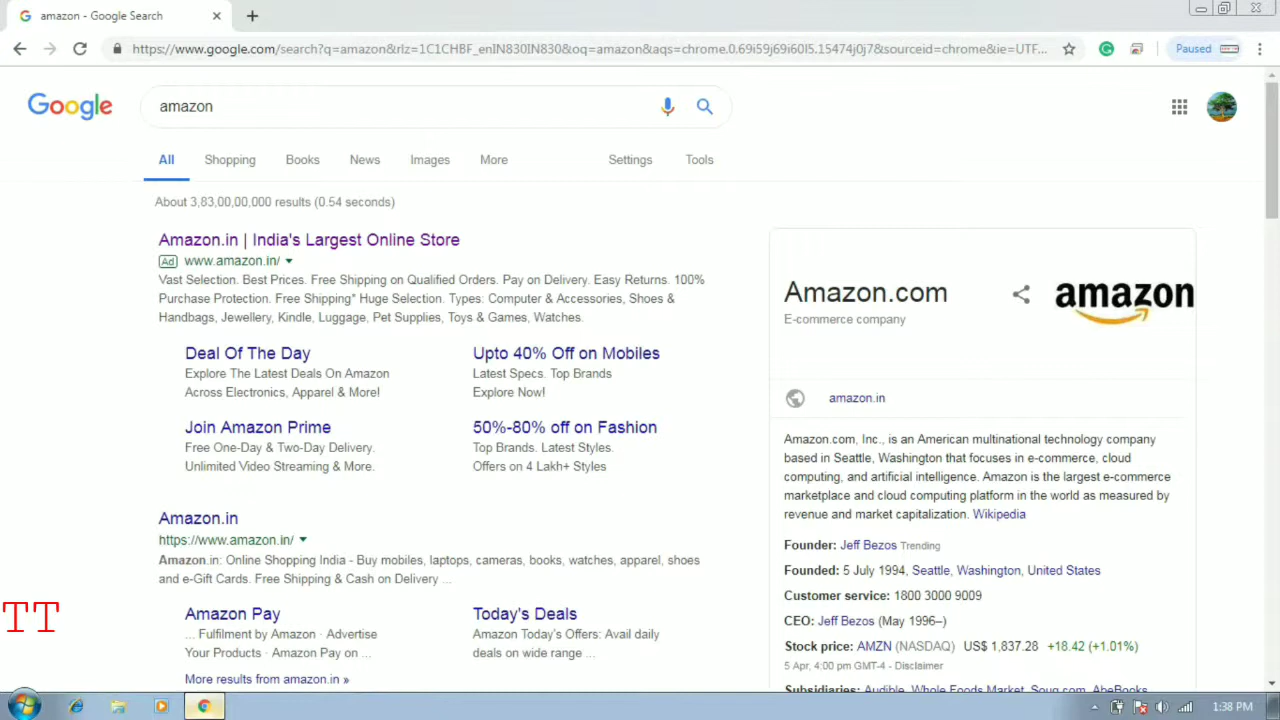 amazon - Google Search
https://www.google.com/search?q=amazon&rlz=1C1CHBF_enIN830IN830&oq=amazon&aqs=chrome.0.69i59j69i60l5.15474j0j7&sourceid=chrome&ie=UTF...
Paused
Google
amazon
All Shopping Books News Images More Settings Tools
About 3,83,00,00,000 results (0.54 seconds)
Amazon.in | India's Largest Online Store
Ad www.amazon.in/
Vast Selection. Best Prices. Free Shipping on Qualified Orders. Pay on Delivery. Easy Returns. 100%
Purchase Protection. Free Shipping* Huge Selection. Types: Computer & Accessories, Shoes &
Handbags, Jewellery, Kindle, Luggage, Pet Supplies, Toys & Games, Watches.
Deal Of The Day
Explore The Latest Deals On Amazon
Across Electronics, Apparel & More!
Upto 40% Off on Mobiles
Latest Specs. Top Brands
Explore Now!
Join Amazon Prime
Free One-Day & Two-Day Delivery.
Unlimited Video Streaming & More.
50%-80% off on Fashion
Top Brands. Latest Styles.
Offers on 4 Lakh+ Styles
Amazon.in
https://www.amazon.in/
Amazon.in: Online Shopping India - Buy mobiles, laptops, cameras, books, watches, apparel, shoes
and e-Gift Cards. Free Shipping & Cash on Delivery ...
Amazon Pay
... Fulfilment by Amazon · Advertise
Your Products · Amazon Pay on ...
Today's Deals
Amazon Today's Offers: Avail daily
deals on wide range ...
More results from amazon.in »
TT
Amazon.com
E-commerce company
amazon
amazon.in
Amazon.com, Inc., is an American multinational technology company
based in Seattle, Washington that focuses in e-commerce, cloud
computing, and artificial intelligence. Amazon is the largest e-commerce
marketplace and cloud computing platform in the world as measured by
revenue and market capitalization. Wikipedia
Founder: Jeff Bezos Trending
Founded: 5 July 1994, Seattle, Washington, United States
Customer service: 1800 3000 9009
CEO: Jeff Bezos (May 1996–)
Stock price: AMZN (NASDAQ) US$ 1,837.28 +18.42 (+1.01%)
5 Apr, 4:00 pm GMT-4 - Disclaimer
Subsidiaries: Audible, Whole Foods Market, Souq.com, AbeBooks,
1:38 PM